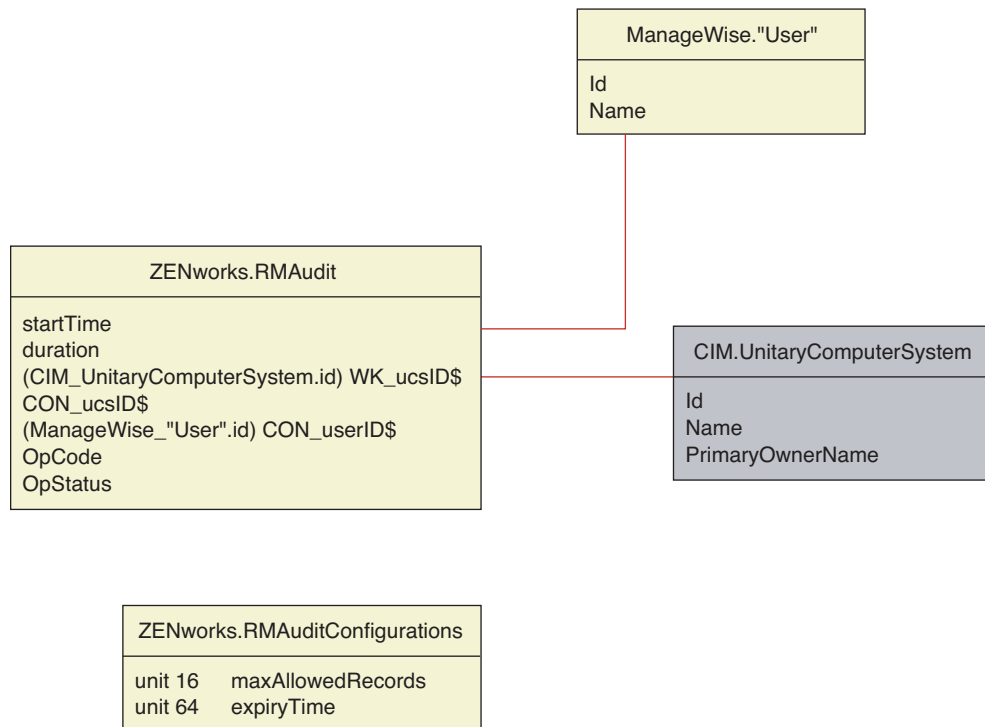 ManageWise."User"
Id
Name
ZENworks.RMAudit
startTime
duration
(CIM_UnitaryComputerSystem.id) WK_ucsID$
CON_ucsID$
(ManageWise_"User".id) CON_userID$
OpCode
OpStatus
CIM.UnitaryComputerSystem
Id
Name
PrimaryOwnerName
ZENworks.RMAuditConfigurations
unit 16 maxAllowedRecords
unit 64 expiryTime